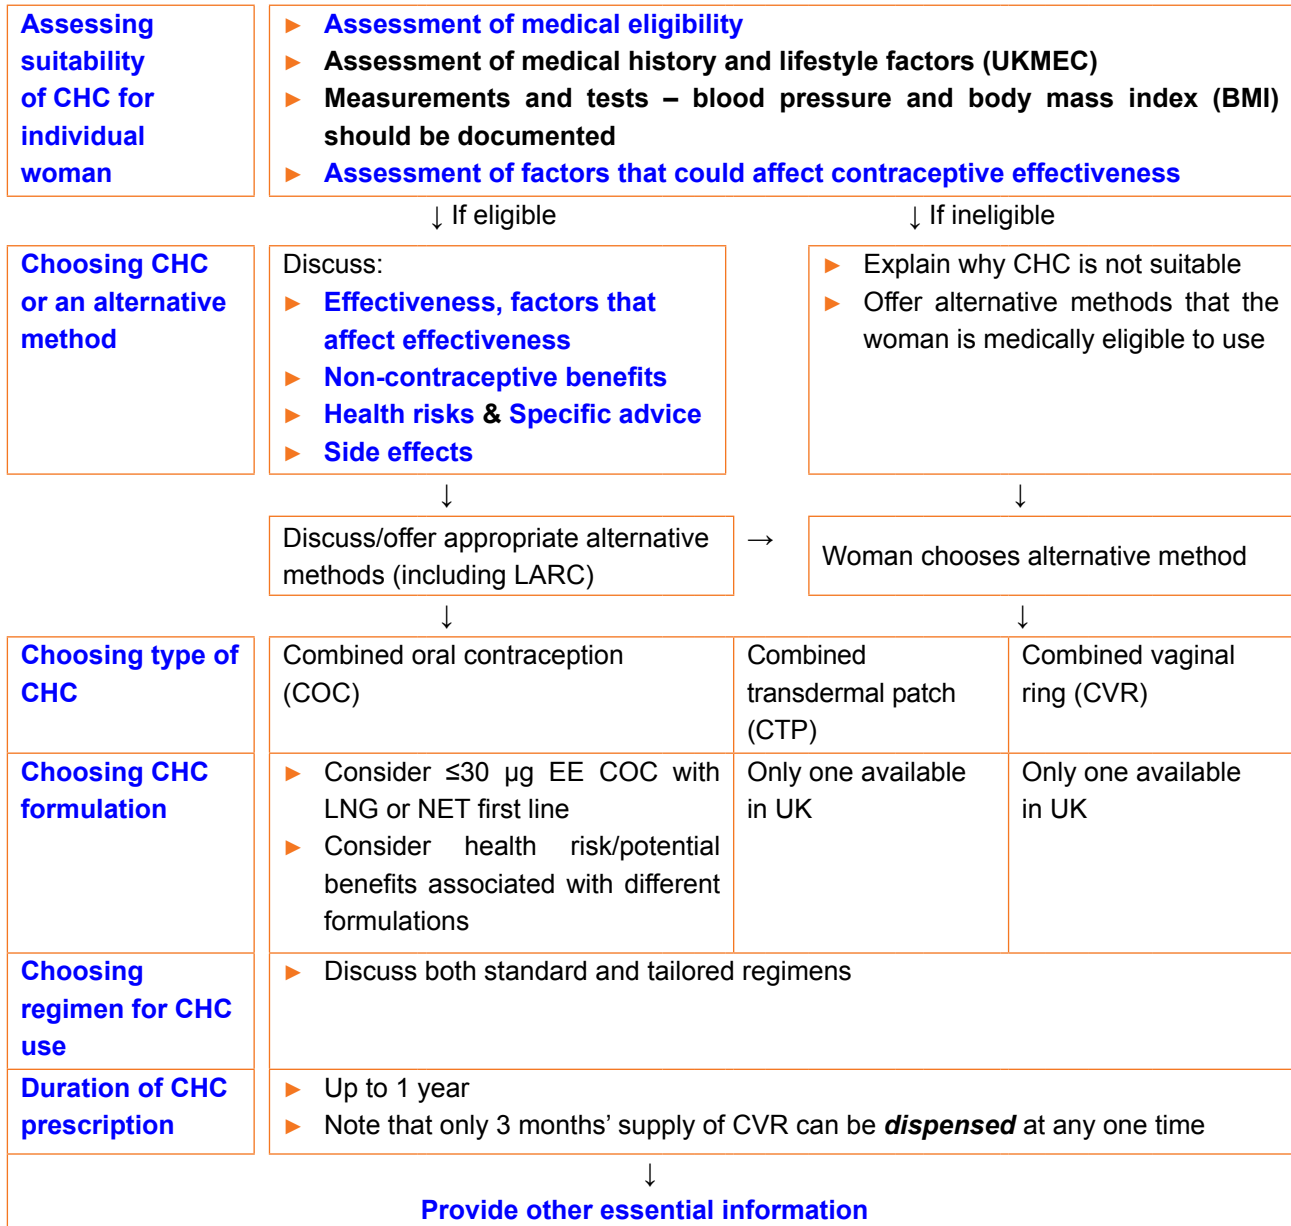 Assessing
suitability
of CHC for
individual
woman
► Assessment of medical eligibility
► Assessment of medical history and lifestyle factors (UKMEC)
► Measurements and tests – blood pressure and body mass index (BMI)
should be documented
► Assessment of factors that could affect contraceptive effectiveness
↓ If eligible
↓ If ineligible
Choosing CHC
or an alternative
method
Discuss:
► Effectiveness, factors that
affect effectiveness
► Non-contraceptive benefits
► Health risks & Specific advice
► Side effects
► Explain why CHC is not suitable
► Offer alternative methods that the
woman is medically eligible to use
↓
↓
Discuss/offer appropriate alternative
methods (including LARC)
→
Woman chooses alternative method
↓
↓
Choosing type of
CHC
Combined oral contraception
(COC)
Combined
transdermal patch
(CTP)
Combined vaginal
ring (CVR)
Choosing CHC
formulation
► Consider ≤30 µg EE COC with
LNG or NET first line
► Consider health risk/potential
benefits associated with different
formulations
Only one available
in UK
Only one available
in UK
Choosing
regimen for CHC
use
► Discuss both standard and tailored regimens
Duration of CHC
prescription
► Up to 1 year
► Note that only 3 months’ supply of CVR can be dispensed at any one time
↓
Provide other essential information